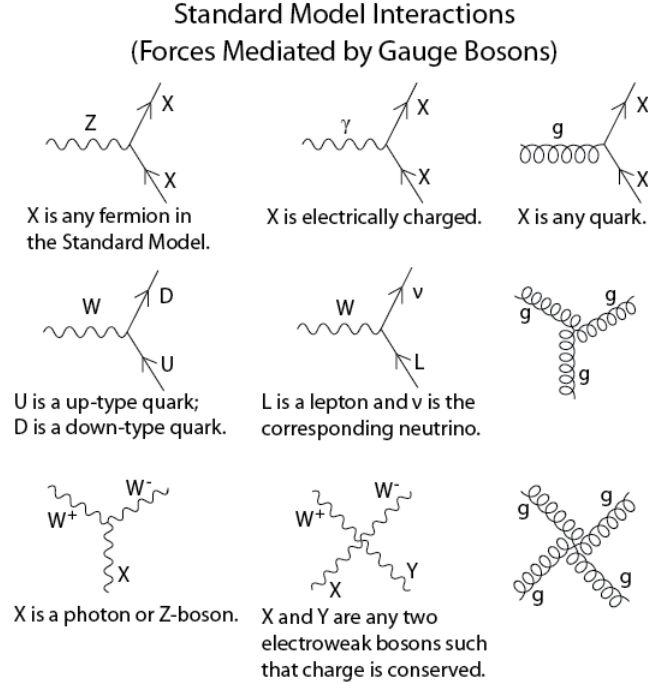 Standard Model Interactions
(Forces Mediated by Gauge Bosons)
Z
X
X
X is any fermion in
the Standard Model.
γ
X
X
X is electrically charged.
g
X
X
X is any quark.
W
D
U
U is a up-type quark;
D is a down-type quark.
W
ν
L
L is a lepton and ν is the
corresponding neutrino.
g
g
g
W⁺
W⁻
X
X is a photon or Z-boson.
W⁺
W⁻
X
Y
X and Y are any two
electroweak bosons such
that charge is conserved.
g
g
g
g